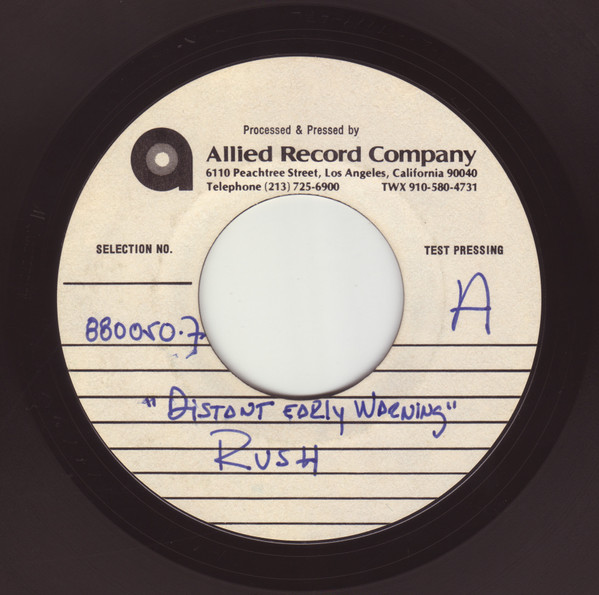 Processed & Pressed by
a Allied Record Company
6110 Peachtree Street, Los Angeles, California 90040
Telephone (213) 725-6900 TWX 910-580-4731
SELECTION NO. TEST PRESSING
A
880050-7
"DISTANT EARLY WARNING"
RUSH